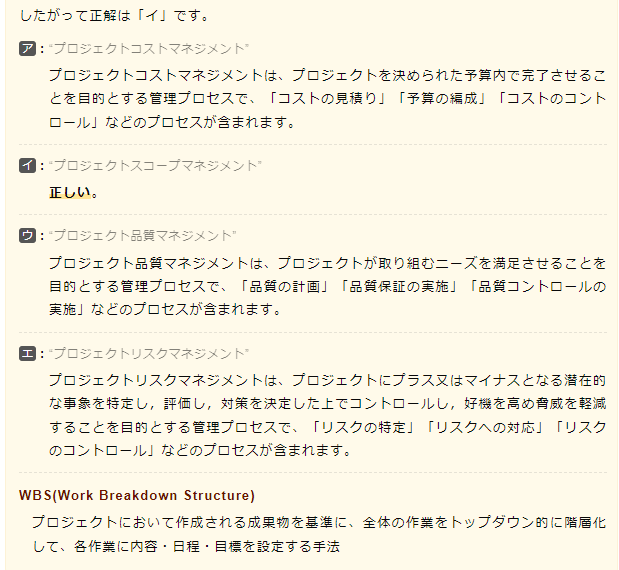 したがって正解は「イ」です。
ア：“プロジェクトコストマネジメント”
プロジェクトコストマネジメントは、プロジェクトを決められた予算内で完了させるこ
とを目的とする管理プロセスで、「コストの見積り」「予算の編成」「コストのコント
ロール」などのプロセスが含まれます。
イ：“プロジェクトスコープマネジメント”
正しい。
ウ：“プロジェクト品質マネジメント”
プロジェクト品質マネジメントは、プロジェクトが取り組むニーズを満足させることを
目的とする管理プロセスで、「品質の計画」「品質保証の実施」「品質コントロールの
実施」などのプロセスが含まれます。
エ：“プロジェクトリスクマネジメント”
プロジェクトリスクマネジメントは、プロジェクトにプラス又はマイナスとなる潜在的
な事象を特定し，評価し，対策を決定した上でコントロールし，好機を高め脅威を軽減
することを目的とする管理プロセスで、「リスクの特定」「リスクへの対応」「リスク
のコントロール」などのプロセスが含まれます。
WBS(Work Breakdown Structure)
プロジェクトにおいて作成される成果物を基準に、全体の作業をトップダウン的に階層化
して、各作業に内容・日程・目標を設定する手法